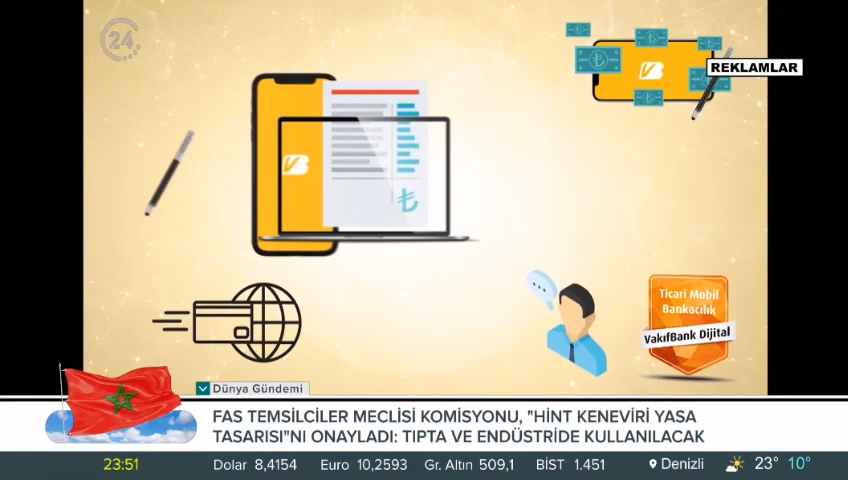 24
REKLAMLAR
Ticari Mobil
Bankacılık
VakıfBank Dijital
Dünya Gündemi
FAS TEMSİLCİLER MECLİSİ KOMİSYONU, "HİNT KENEVİRİ YASA
TASARISI"NI ONAYLADI: TIPTA VE ENDÜSTRİDE KULLANILACAK
23:51 Dolar 8,4154 Euro 10,2593 Gr. Altın 509,1 BİST 1.451 Denizli 23° 10°